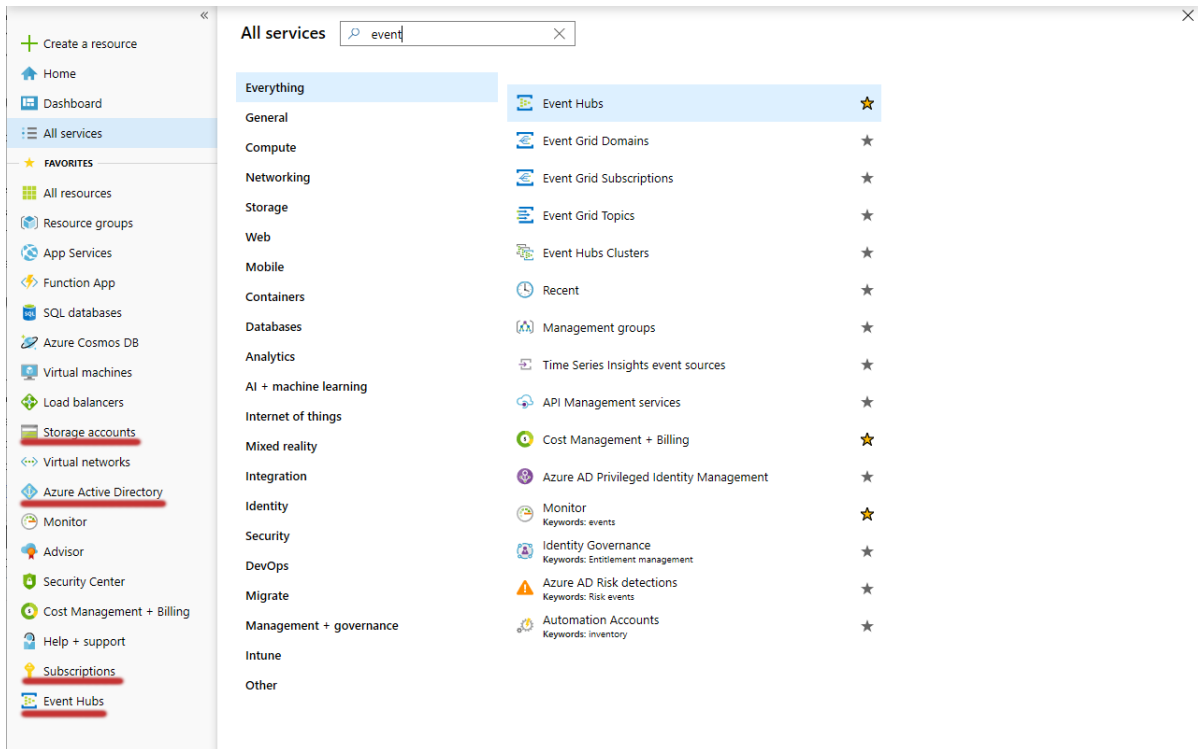 «
Create a resource
Home
Dashboard
All services
FAVORITES
All resources
Resource groups
App Services
Function App
SQL databases
Azure Cosmos DB
Virtual machines
Load balancers
Storage accounts
Virtual networks
Azure Active Directory
Monitor
Advisor
Security Center
Cost Management + Billing
Help + support
Subscriptions
Event Hubs
All services
event
Everything
General
Compute
Networking
Storage
Web
Mobile
Containers
Databases
Analytics
AI + machine learning
Internet of things
Mixed reality
Integration
Identity
Security
DevOps
Migrate
Management + governance
Intune
Other
Event Hubs
Event Grid Domains
Event Grid Subscriptions
Event Grid Topics
Event Hubs Clusters
Recent
Management groups
Time Series Insights event sources
API Management services
Cost Management + Billing
Azure AD Privileged Identity Management
Monitor
Keywords: events
Identity Governance
Keywords: Entitlement management
Azure AD Risk detections
Keywords: Risk events
Automation Accounts
Keywords: inventory